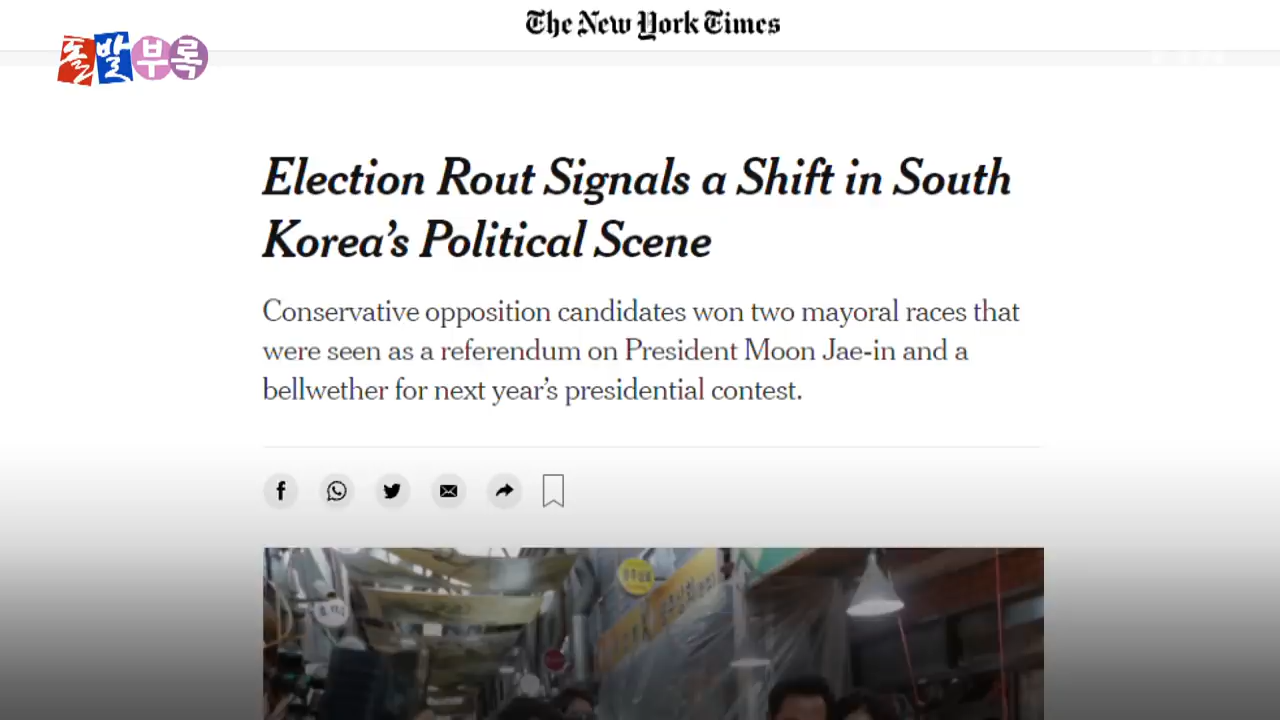 The New York Times
돌발부록
Election Rout Signals a Shift in South
Korea's Political Scene
Conservative opposition candidates won two mayoral races that
were seen as a referendum on President Moon Jae-in and a
bellwether for next year's presidential contest.